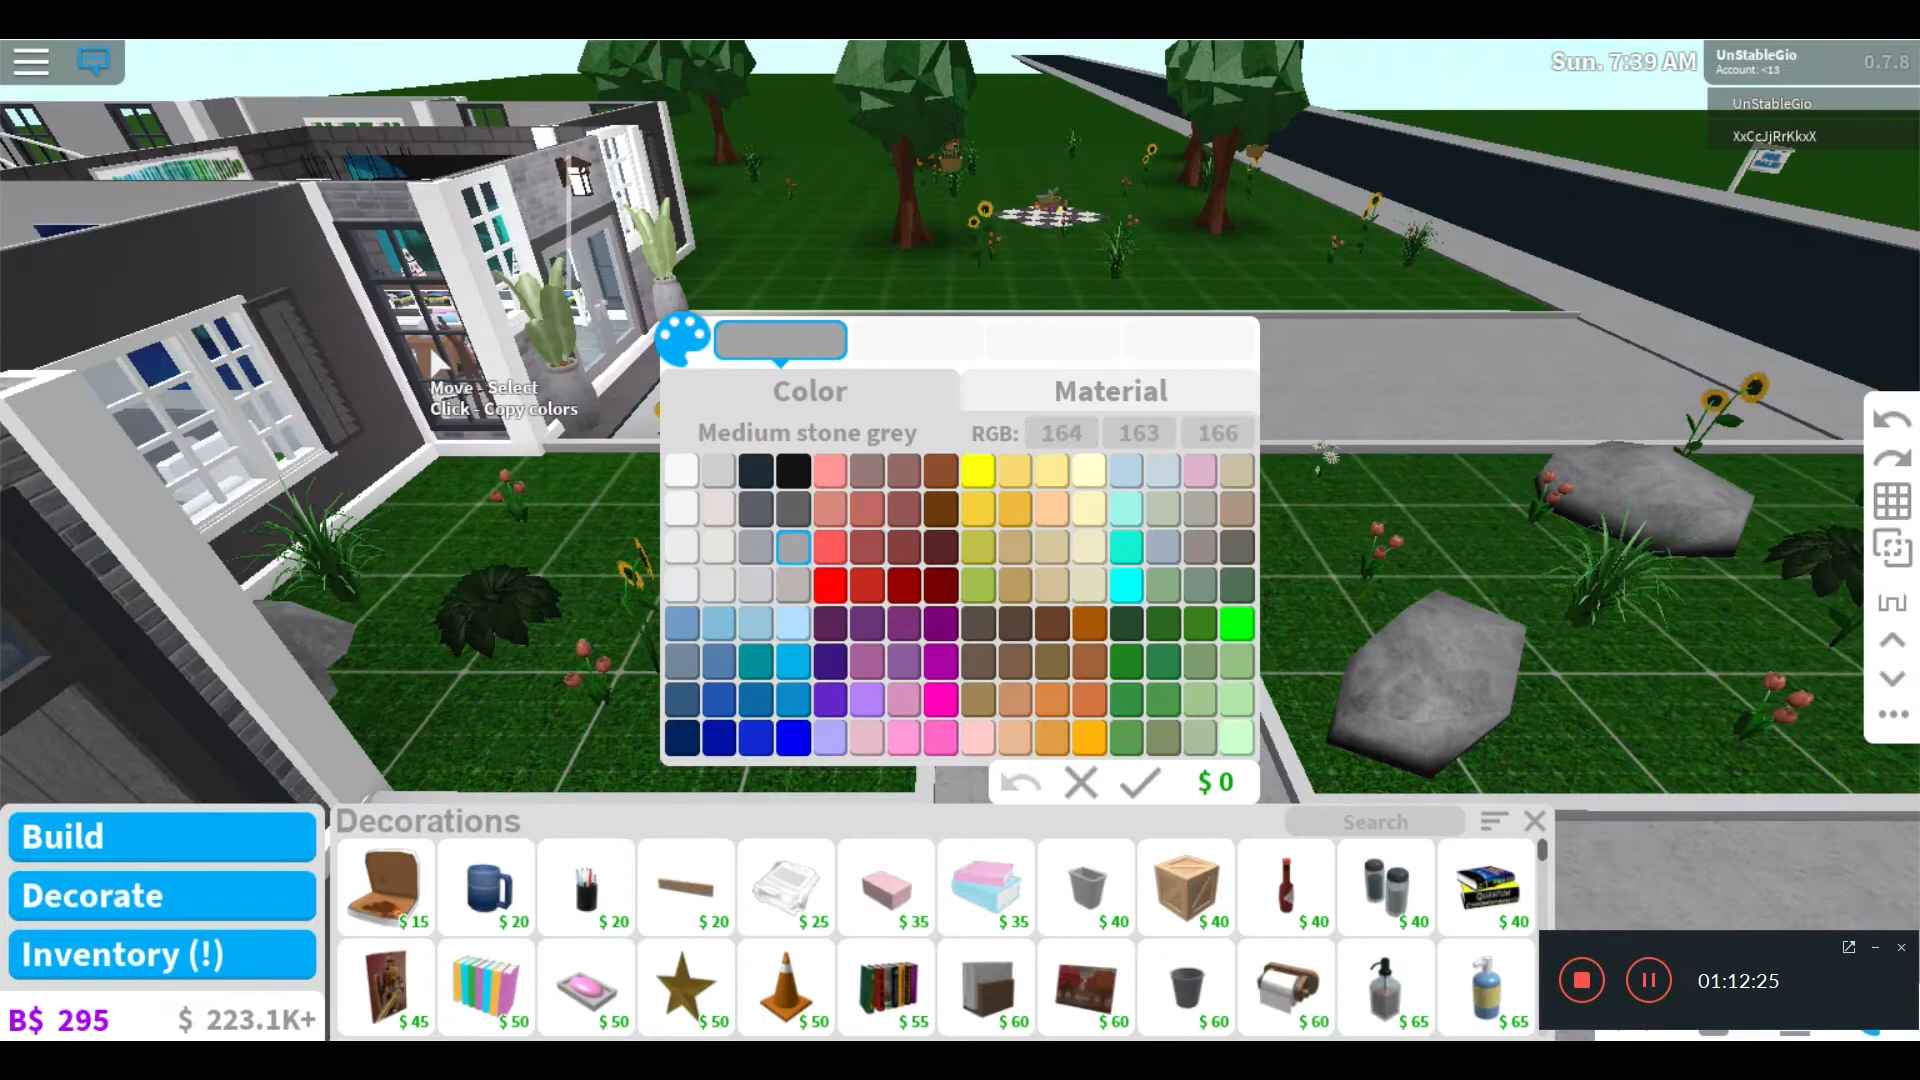 Sun. 7:39 AM
UnStableGio
Account: <13
0.7.8
UnStableGio
XxCcJjRrKkxX
Move - Select
Click - Copy colors
Color
Material
Medium stone grey
RGB: 164 163 166
$ 0
Build
Decorate
Inventory (!)
B$ 295
$ 223.1K+
Decorations
Search
$ 15
$ 20
$ 20
$ 20
$ 25
$ 35
$ 35
$ 40
$ 40
$ 40
$ 40
$ 40
$ 45
$ 50
$ 50
$ 50
$ 50
$ 55
$ 60
$ 60
$ 60
$ 60
$ 65
$ 65
01:12:25